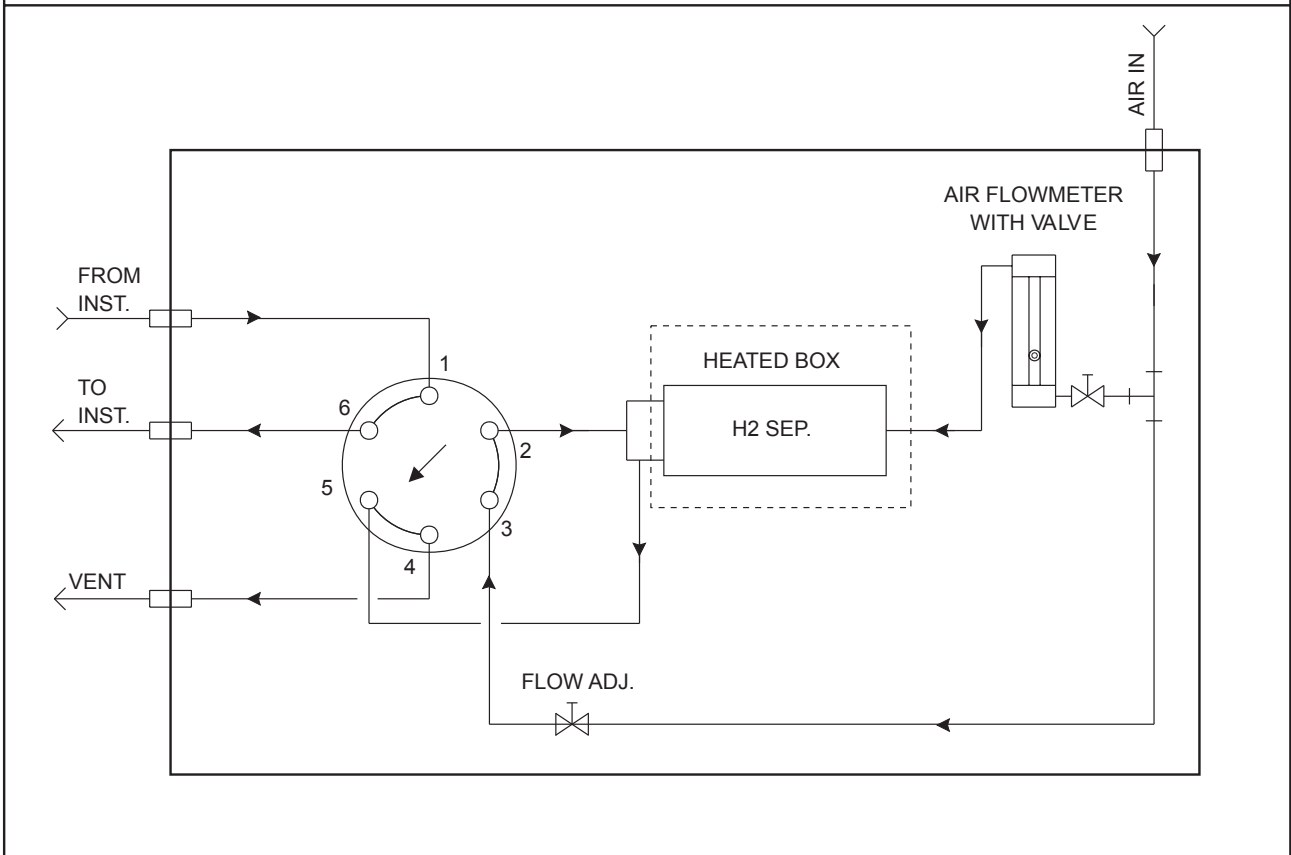 AIR IN
AIR FLOWMETER
WITH VALVE
FROM
INST.
HEATED BOX
1
TO
INST.
6
H2 SEP.
2
5
3
4
VENT
FLOW ADJ.